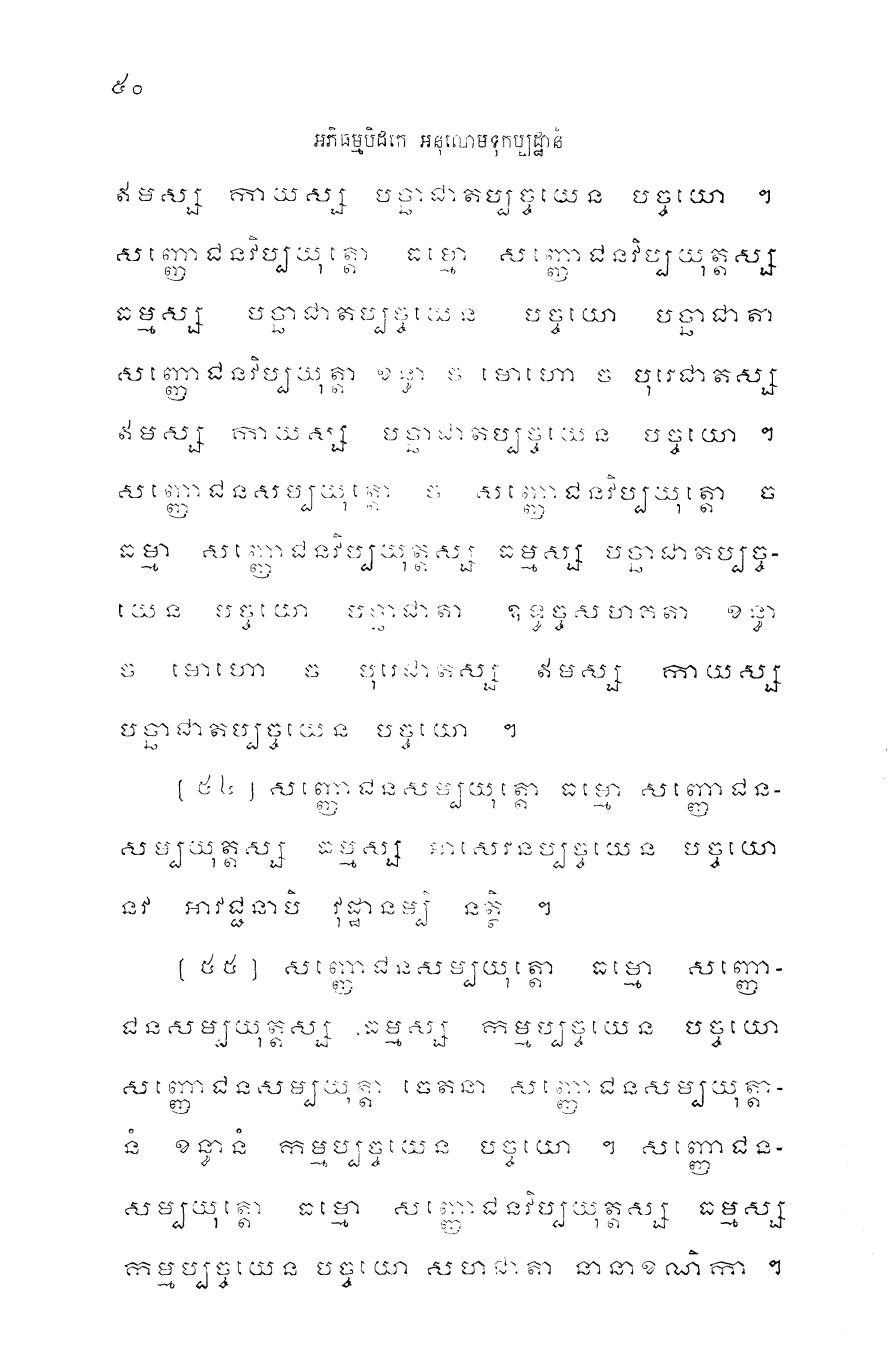 ៥០
អភិធម្មបិដកេ អនុលោមទុកប្បដ្ឋានំ
ឥមស្ស កាយស្ស បច្ឆាជាតប្បច្ចយេន បច្ចយោ ។
សញ្ញោជនវិប្បយុត្តោ ធម្មោ សញ្ញោជនវិប្បយុត្តស្ស
ធម្មស្ស បច្ឆាជាតប្បច្ចយេន បច្ចយោ បច្ឆាជាតា
សញ្ញោជនវិប្បយុត្តា ខន្ធា ច មោហោ ច បុរេជាតស្ស
ឥមស្ស កាយស្ស បច្ឆាជាតប្បច្ចយេន បច្ចយោ ។
សញ្ញោជនសម្បយុត្តោ ច សញ្ញោជនវិប្បយុត្តោ ច
ធម្មា សញ្ញោជនវិប្បយុត្តស្ស ធម្មស្ស បច្ឆាជាតប្បច្ច-
យេន បច្ចយោ បច្ឆាជាតា ឧទ្ធច្ចសហគតា ខន្ធា
ច មោហោ ច បុរេជាតស្ស ឥមស្ស កាយស្ស
បច្ឆាជាតប្បច្ចយេន បច្ចយោ ។
[ ៥៤ ] សញ្ញោជនសម្បយុត្តោ ធម្មោ សញ្ញោជន-
សម្បយុត្តស្ស ធម្មស្ស អាសេវនប្បច្ចយេន បច្ចយោ
នវ អាវជ្ជនាបិ វុដ្ឋានម្បិ នត្ថិ ។
[ ៥៥ ] សញ្ញោជនសម្បយុត្តោ ធម្មោ សញ្ញោ-
ជនសម្បយុត្តស្ស ធម្មស្ស កម្មប្បច្ចយេន បច្ចយោ
សញ្ញោជនសម្បយុត្តា ចេតនា សញ្ញោជនសម្បយុត្តា-
នំ ខន្ធានំ កម្មប្បច្ចយេន បច្ចយោ ។ សញ្ញោជន-
សម្បយុត្តោ ធម្មោ សញ្ញោជនវិប្បយុត្តស្ស ធម្មស្ស
កម្មប្បច្ចយេន បច្ចយោ សហជាតា នានាខណិកា ។